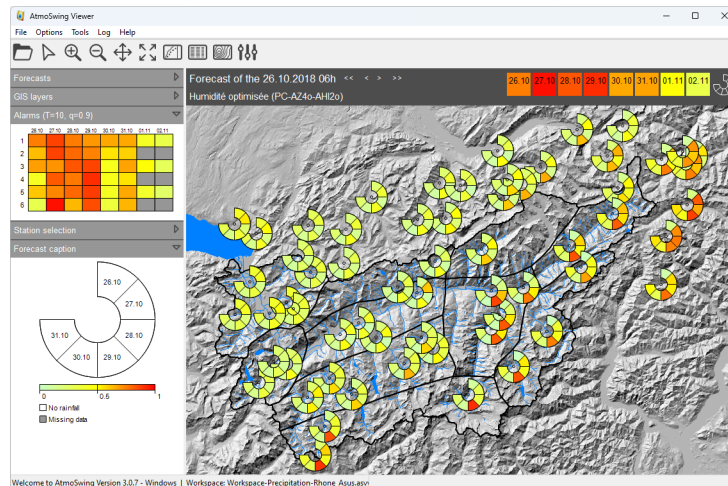 AtmoSwing Viewer
File Options Tools Log Help
Forecasts
GIS layers
Alarms (T=10, q=0.9)
26.10 27.10 28.10 29.10 30.10 31.10 01.11 02.11
1
2
3
4
5
6
Station selection
Forecast caption
26.10
27.10
28.10
29.10
30.10
31.10
0 0.5 1
No rainfall
Missing data
Forecast of the 26.10.2018 06h << < > >>
Humidité optimisée (PC-AZ4o-AHI2o)
26.10 27.10 28.10 29.10 30.10 31.10 01.11 02.11
Welcome to AtmoSwing Version 3.0.7 - Windows | Workspace: Workspace-Precipitation-Rhone_Asus.asvw